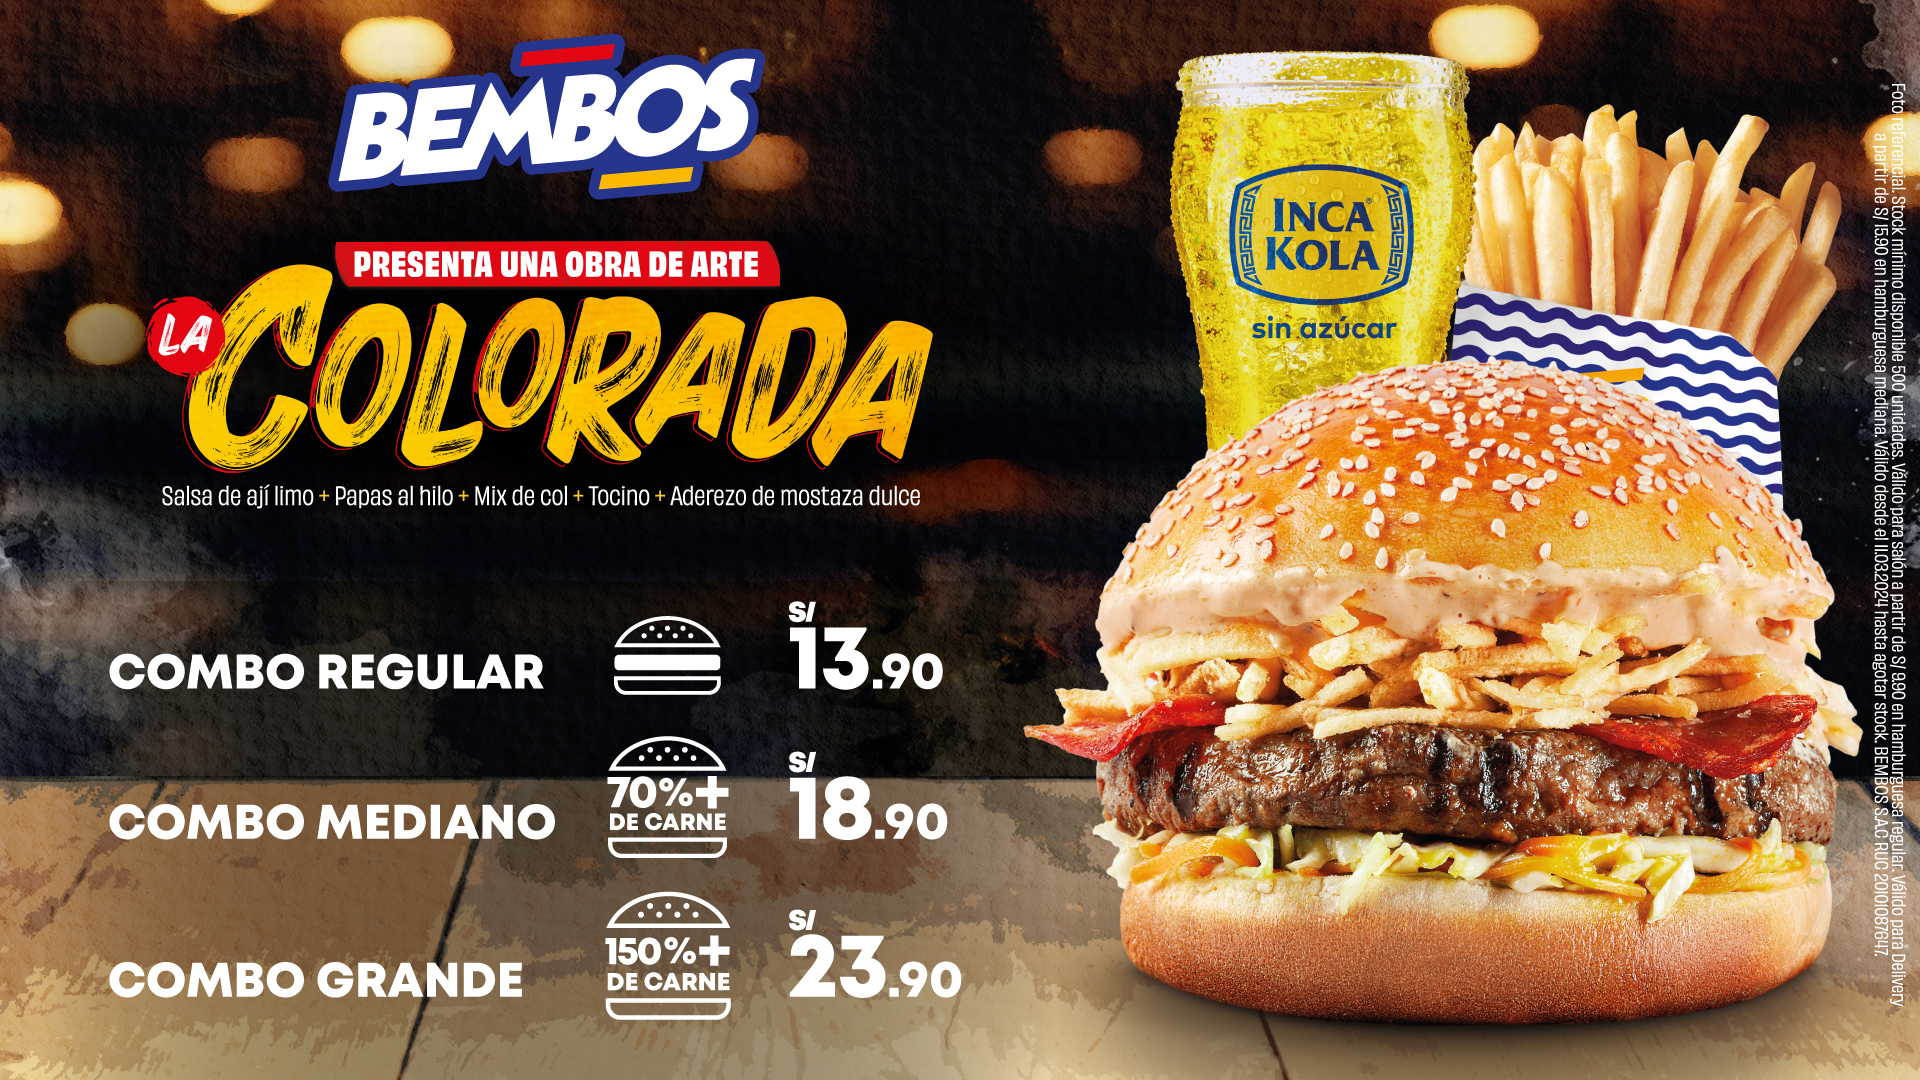 BEMBOS
PRESENTA UNA OBRA DE ARTE
LA COLORADA
Salsa de ají limo + Papas al hilo + Mix de col + Tocino + Aderezo de mostaza dulce
COMBO REGULAR
S/ 13.90
COMBO MEDIANO
70%+
DE CARNE
S/ 18.90
COMBO GRANDE
150%+
DE CARNE
S/ 23.90
INCA
KOLA
sin azúcar
Foto referencial. Stock mínimo disponible 500 unidades. Válido para salón a partir de S/ 9.90 en hamburguesa regular. Válido para Delivery
a partir de S/ 15.90 en hamburguesa mediana. Válido desde el 11.03.2024 hasta agotar stock. BEMBOS S.A.C RUC 20101087647.